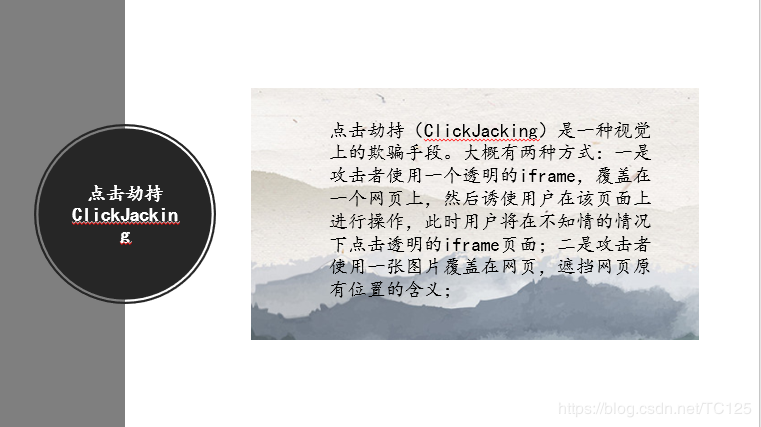 点击劫持
ClickJackin
g
点击劫持（ClickJacking）是一种视觉
上的欺骗手段。大概有两种方式：一是
攻击者使用一个透明的iframe，覆盖在
一个网页上，然后诱使用户在该页面上
进行操作，此时用户将在不知情的情况
下点击透明的iframe页面；二是攻击者
使用一张图片覆盖在网页，遮挡网页原
有位置的含义；
https://blog.csdn.net/TC125